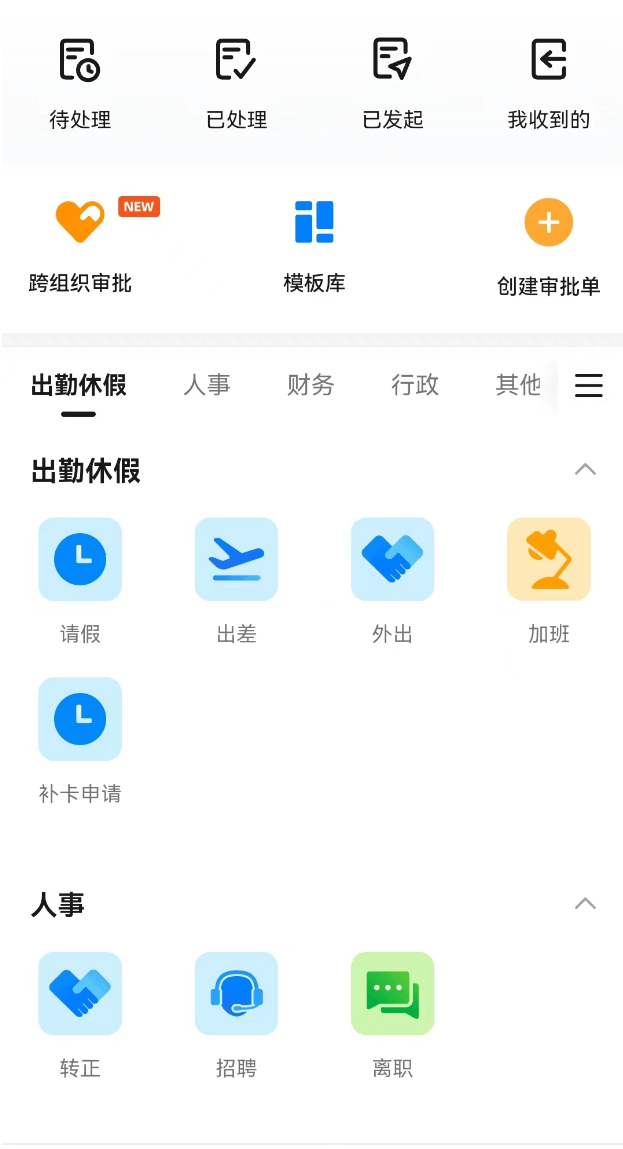 待处理 已处理 已发起 我收到的
NEW
跨组织审批 模板库 创建审批单
出勤休假 人事 财务 行政 其他
出勤休假
请假 出差 外出 加班
补卡申请
人事
转正 招聘 离职